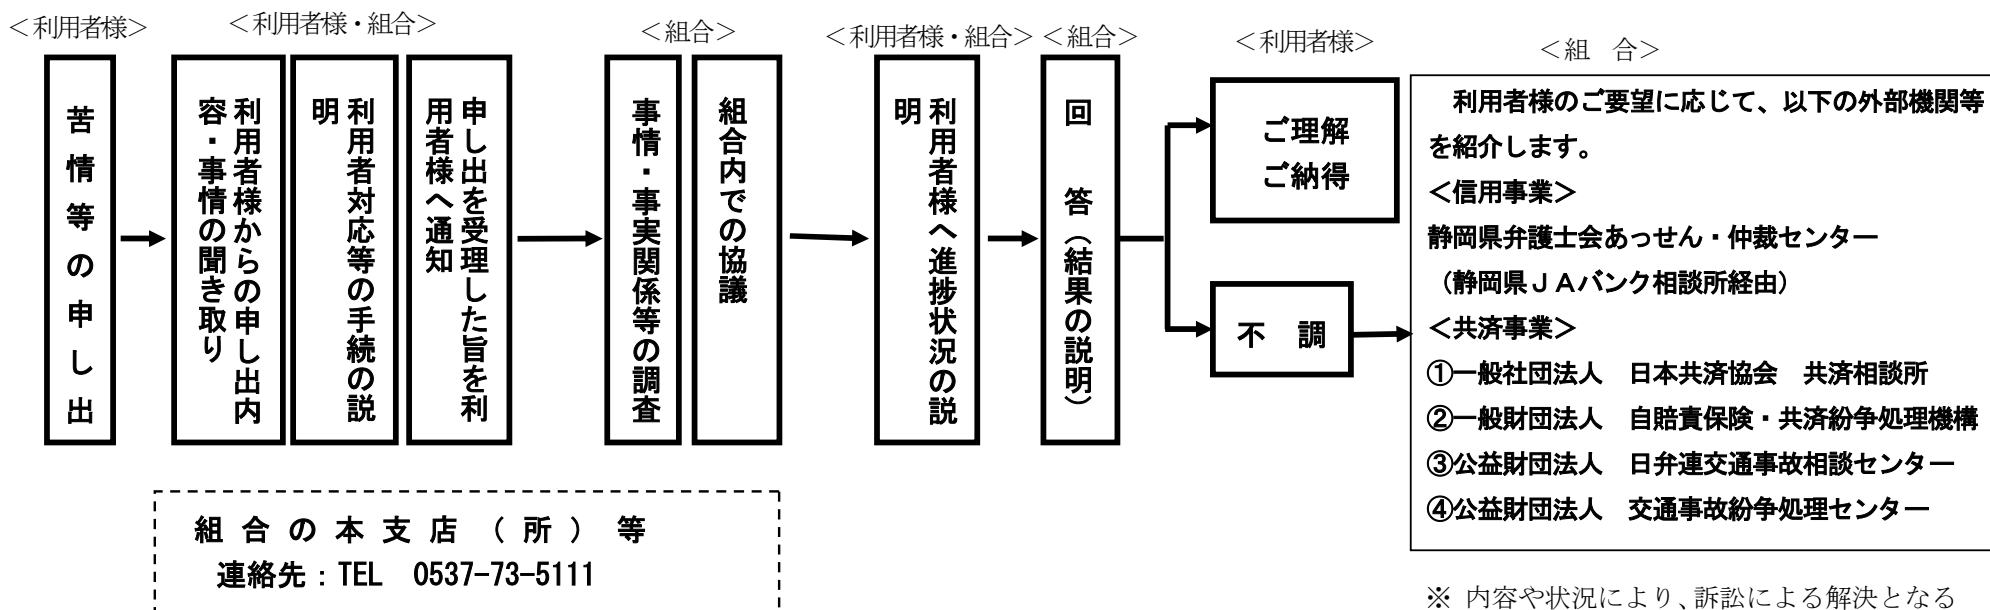 ＜利用者様＞
＜利用者様・組合＞
＜組合＞
＜利用者様・組合＞
＜組合＞
＜利用者様＞
＜組　合＞
苦情等の申し出
利用者様からの申し出内
容・事情の聞き取り
利用者対応等の手続の説
明
申し出を受理した旨を利
用者様へ通知
事情・事実関係等の調査
組合内での協議
利用者様へ進捗状況の説
明
回　答（結果の説明）
ご理解
ご納得
不　調
利用者様のご要望に応じて、以下の外部機関等
を紹介します。
＜信用事業＞
静岡県弁護士会あっせん・仲裁センター
（静岡県ＪＡバンク相談所経由）
＜共済事業＞
①一般社団法人　日本共済協会　共済相談所
②一般財団法人　自賠責保険・共済紛争処理機構
③公益財団法人　日弁連交通事故相談センター
④公益財団法人　交通事故紛争処理センター
組合の本支店（所）等
連絡先：TEL　0537-73-5111
※ 内容や状況により、訴訟による解決となる